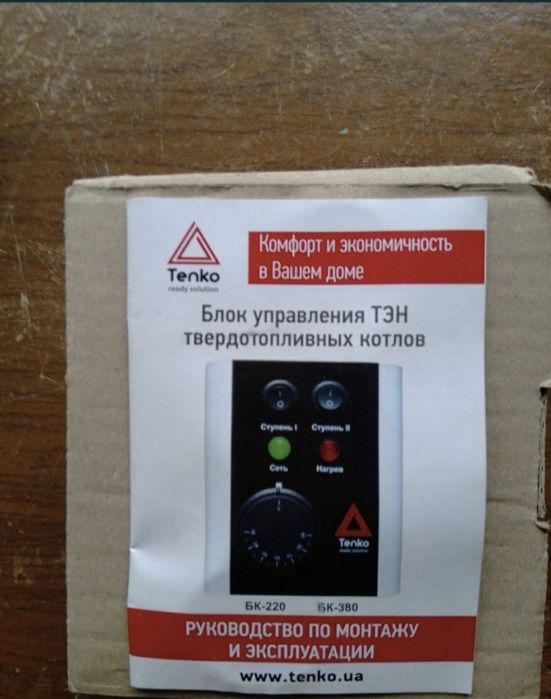 Tenko
ready solution
Комфорт и экономичность
в Вашем доме
Блок управления ТЭН
твердотопливных котлов
Ступень I Ступень II
Сеть Нагрев
Tenko
ready solution
БК-220 БК-380
РУКОВОДСТВО ПО МОНТАЖУ
И ЭКСПЛУАТАЦИИ
www.tenko.ua